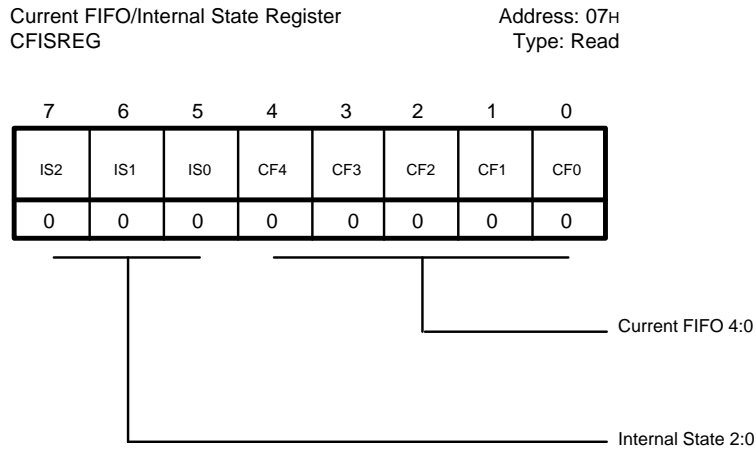 Current FIFO/Internal State Register Address: 07H
CFISREG Type: Read
7 6 5 4 3 2 1 0
IS2 IS1 IS0 CF4 CF3 CF2 CF1 CF0
0 0 0 0 0 0 0 0
Current FIFO 4:0
Internal State 2:0